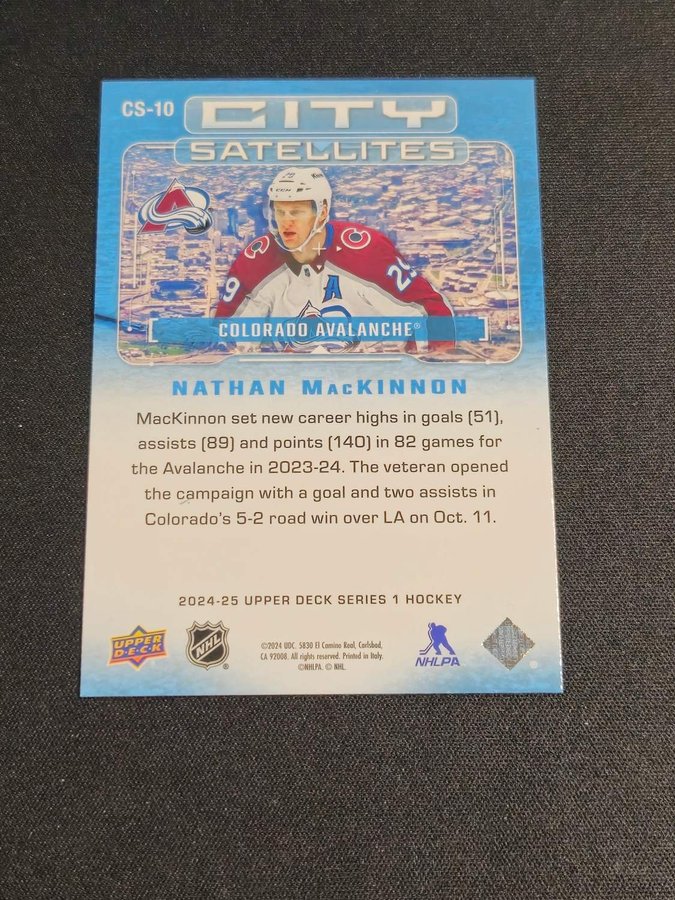 CS-10
CITY
SATELLITES
29
A
29
COLORADO AVALANCHE®
NATHAN MacKINNON
MacKinnon set new career highs in goals (51),
assists (89) and points (140) in 82 games for
the Avalanche in 2023-24. The veteran opened
the campaign with a goal and two assists in
Colorado's 5-2 road win over LA on Oct. 11.
2024-25 UPPER DECK SERIES 1 HOCKEY
UPPER
DECK
NHL
®
©2024 UDC. 5830 El Camino Real, Carlsbad,
CA 92008. All rights reserved. Printed in Italy.
©NHLPA. © NHL.
NHLPA